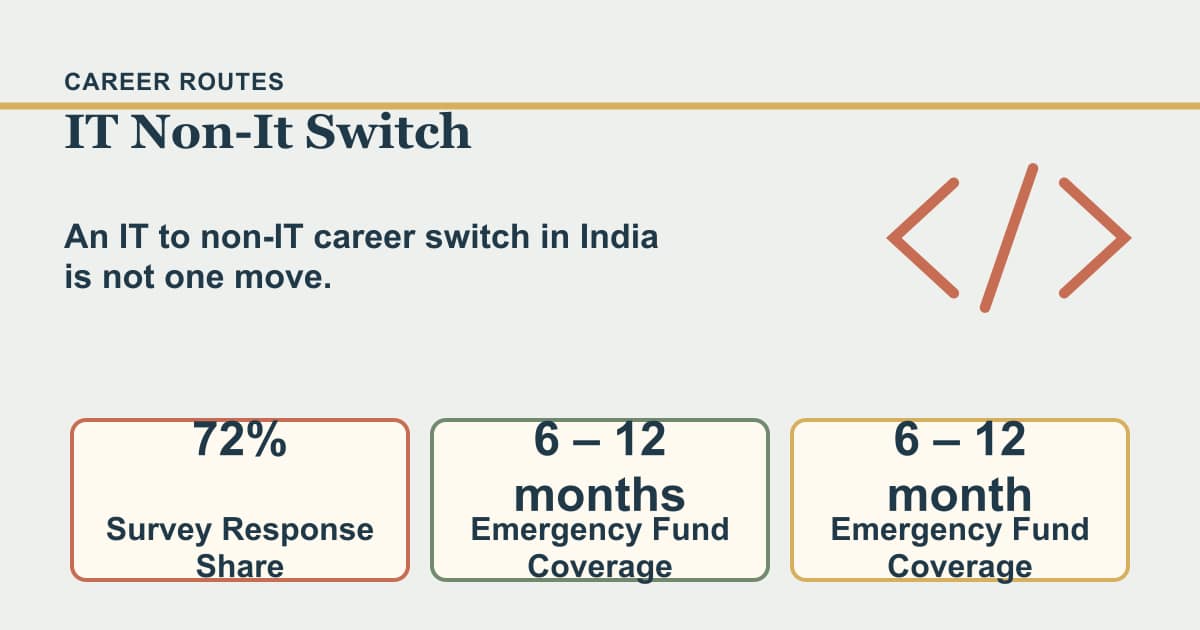 CAREER ROUTES
IT Non-It Switch
An IT to non-IT career switch in India
is not one move.
72%
Survey Response
Share
6 – 12
months
Emergency Fund
Coverage
6 – 12
month
Emergency Fund
Coverage